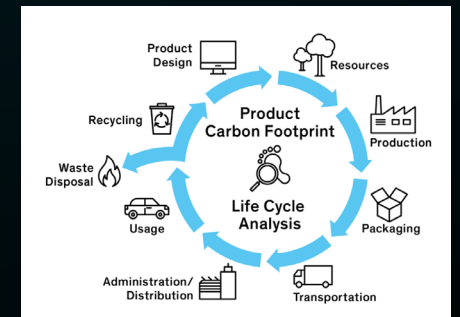 Product
Design
Resources
Production
Packaging
Transportation
Administration/
Distribution
Usage
Waste
Disposal
Recycling
Product
Carbon Footprint
Life Cycle
Analysis